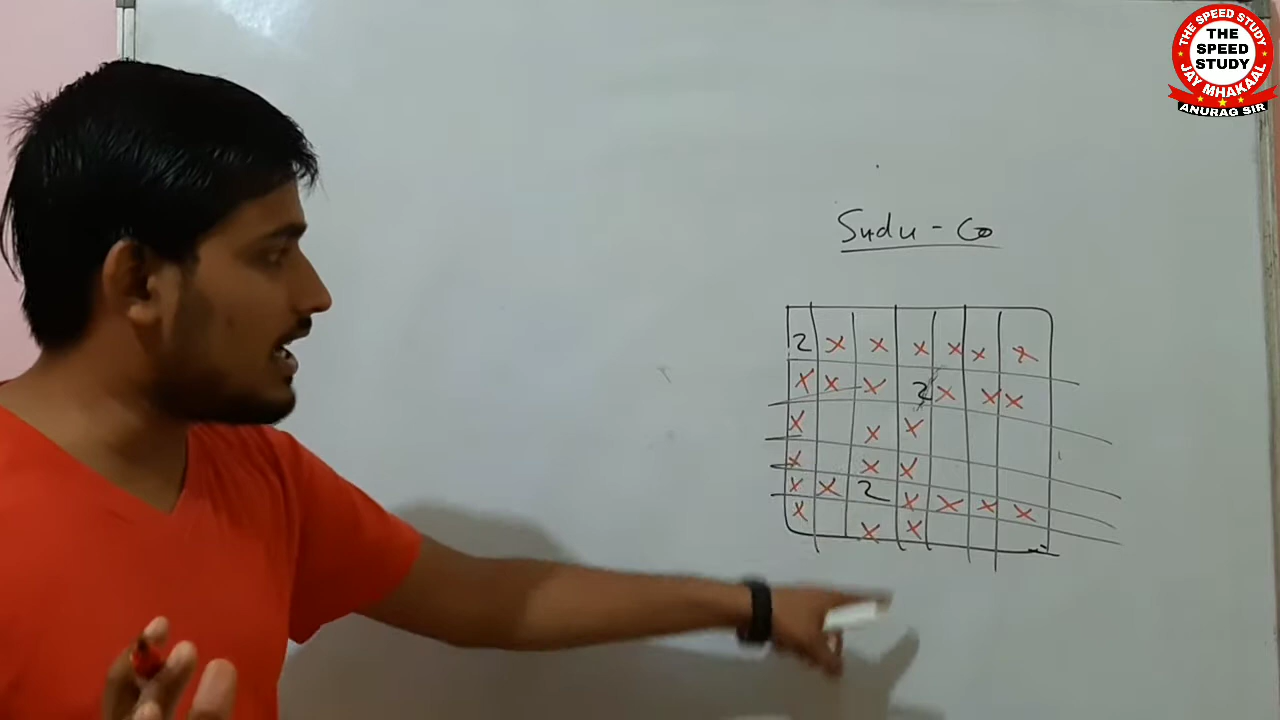 THE SPEED STUDY
THE
SPEED
STUDY
JAY MHAKAAL
ANURAG SIR
Sudu - Co
2 x x x x x x
x x x 2 x x x
x x x
x x x
x x 2 x x x x
x x x